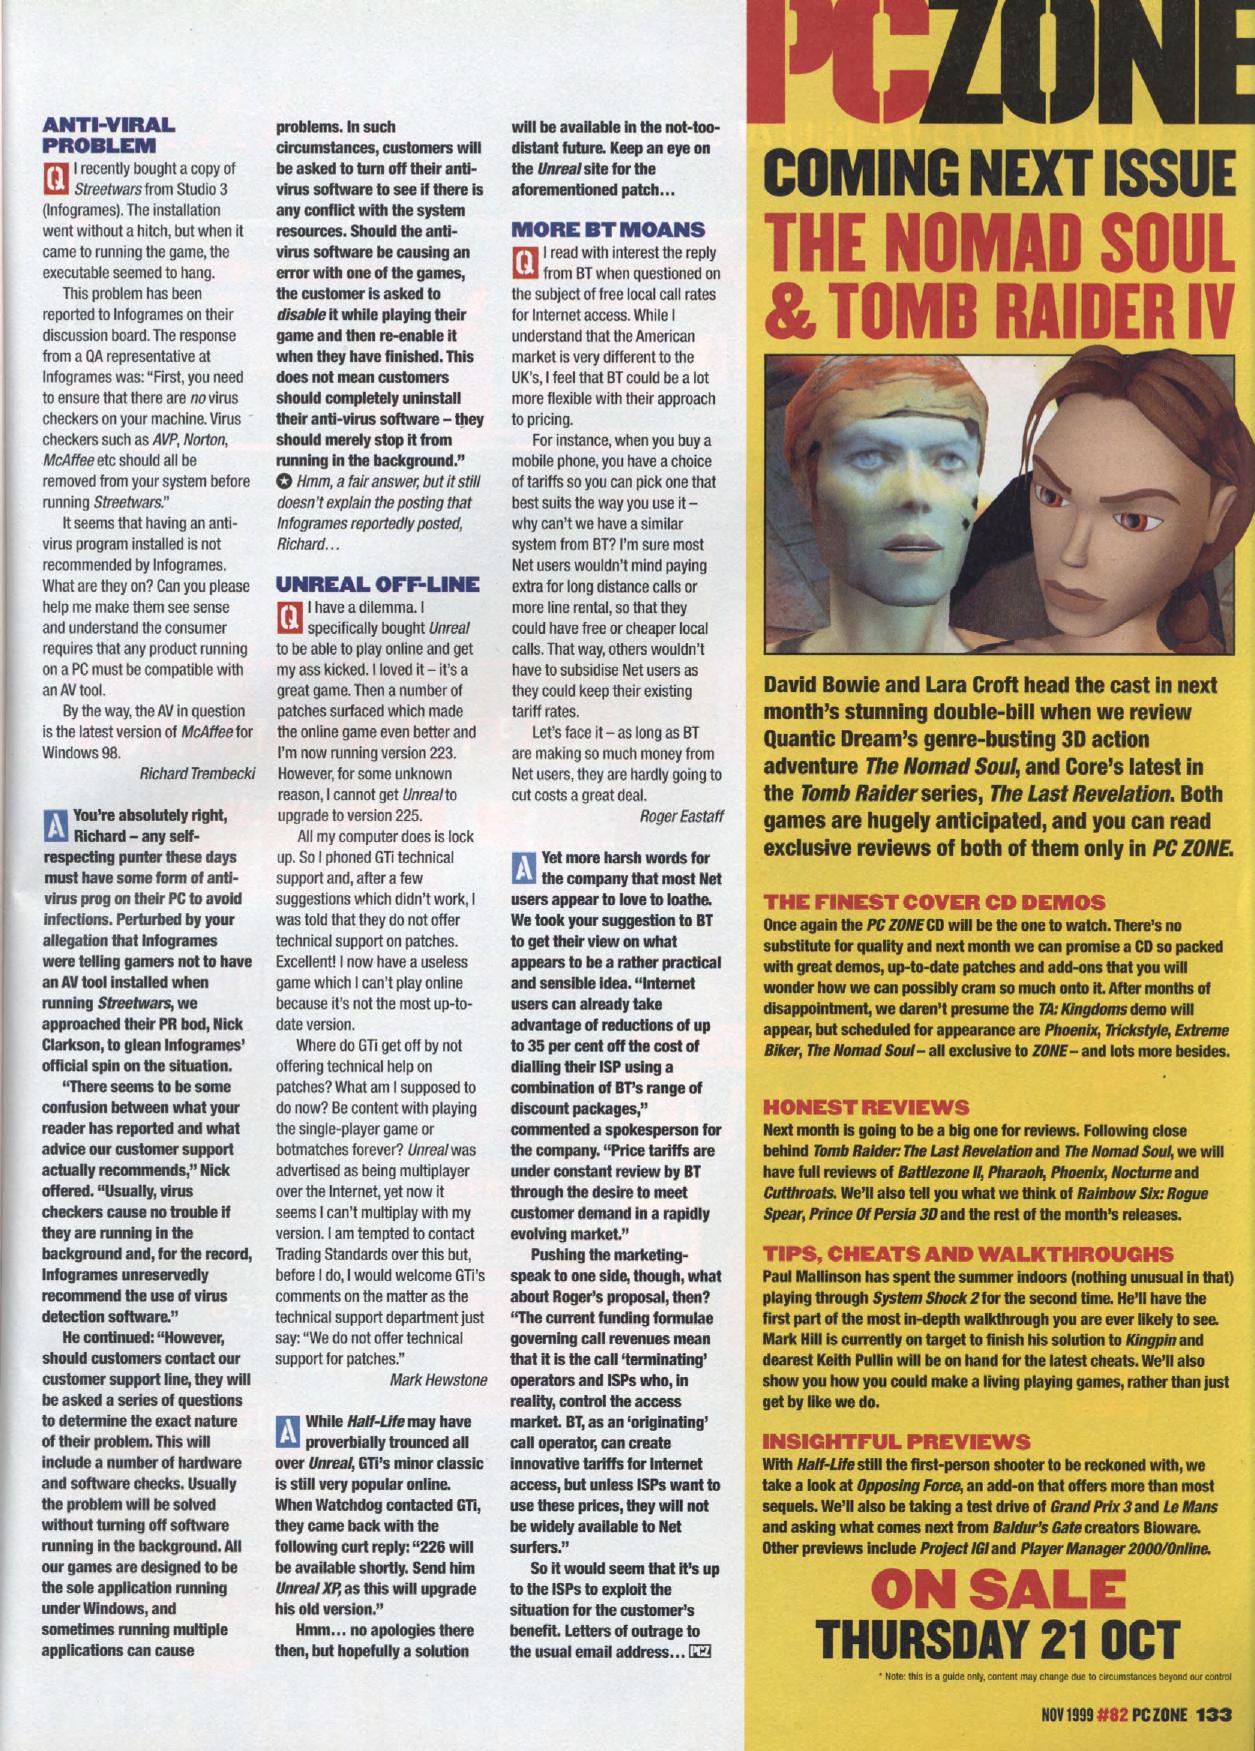 ANTI-VIRAL
PROBLEM
Q I recently bought a copy of
Streetwars from Studio 3
(Infogrames). The installation
went without a hitch, but when it
came to running the game, the
executable seemed to hang.
This problem has been
reported to Infogrames on their
discussion board. The response
from a QA representative at
Infogrames was: “First, you need
to ensure that there are no virus
checkers on your machine. Virus
checkers such as AVP, Norton,
McAffee etc should all be
removed from your system before
running Streetwars.”
It seems that having an anti-
virus program installed is not
recommended by Infogrames.
What are they on? Can you please
help me make them see sense
and understand the consumer
requires that any product running
on a PC must be compatible with
an AV tool.
By the way, the AV in question
is the latest version of McAffee for
Windows 98.
Richard Trembecki
A You're absolutely right,
Richard – any self-
respecting punter these days
must have some form of anti-
virus prog on their PC to avoid
infections. Perturbed by your
allegation that Infogrames
were telling gamers not to have
an AV tool installed when
running Streetwars, we
approached their PR bod, Nick
Clarkson, to glean Infogrames'
official spin on the situation.
“There seems to be some
confusion between what your
reader has reported and what
advice our customer support
actually recommends,” Nick
offered. “Usually, virus
checkers cause no trouble if
they are running in the
background and, for the record,
Infogrames unreservedly
recommend the use of virus
detection software.”
He continued: “However,
should customers contact our
customer support line, they will
be asked a series of questions
to determine the exact nature
of their problem. This will
include a number of hardware
and software checks. Usually
the problem will be solved
without turning off software
running in the background. All
our games are designed to be
the sole application running
under Windows, and
sometimes running multiple
applications can cause
problems. In such
circumstances, customers will
be asked to turn off their anti-
virus software to see if there is
any conflict with the system
resources. Should the anti-
virus software be causing an
error with one of the games,
the customer is asked to
disable it while playing their
game and then re-enable it
when they have finished. This
does not mean customers
should completely uninstall
their anti-virus software – they
should merely stop it from
running in the background.”
Hmm, a fair answer, but it still
doesn't explain the posting that
Infogrames reportedly posted,
Richard...
UNREAL OFF-LINE
Q I have a dilemma. I
specifically bought Unreal
to be able to play online and get
my ass kicked. I loved it – it's a
great game. Then a number of
patches surfaced which made
the online game even better and
I'm now running version 223.
However, for some unknown
reason, I cannot get Unreal to
upgrade to version 225.
All my computer does is lock
up. So I phoned GTi technical
support and, after a few
suggestions which didn't work, I
was told that they do not offer
technical support on patches.
Excellent! I now have a useless
game which I can't play online
because it's not the most up-to-
date version.
Where do GTi get off by not
offering technical help on
patches? What am I supposed to
do now? Be content with playing
the single-player game or
botmatches forever? Unreal was
advertised as being multiplayer
over the Internet, yet now it
seems I can't multiplay with my
version. I am tempted to contact
Trading Standards over this but,
before I do, I would welcome GTi's
comments on the matter as the
technical support department just
say: “We do not offer technical
support for patches.”
Mark Hewstone
A While Half-Life may have
proverbially trounced all
over Unreal, GTi's minor classic
is still very popular online.
When Watchdog contacted GTi,
they came back with the
following curt reply: “226 will
be available shortly. Send him
Unreal XP, as this will upgrade
his old version.”
Hmm... no apologies there
then, but hopefully a solution
will be available in the not-too-
distant future. Keep an eye on
the Unreal site for the
aforementioned patch...
MORE BT MOANS
Q I read with interest the reply
from BT when questioned on
the subject of free local call rates
for Internet access. While I
understand that the American
market is very different to the
UK's, I feel that BT could be a lot
more flexible with their approach
to pricing.
For instance, when you buy a
mobile phone, you have a choice
of tariffs so you can pick one that
best suits the way you use it –
why can't we have a similar
system from BT? I'm sure most
Net users wouldn't mind paying
extra for long distance calls or
more line rental, so that they
could have free or cheaper local
calls. That way, others wouldn't
have to subsidise Net users as
they could keep their existing
tariff rates.
Let's face it – as long as BT
are making so much money from
Net users, they are hardly going to
cut costs a great deal.
Roger Eastaff
A Yet more harsh words for
the company that most Net
users appear to love to loathe.
We took your suggestion to BT
to get their view on what
appears to be a rather practical
and sensible idea. “Internet
users can already take
advantage of reductions of up
to 35 per cent off the cost of
dialling their ISP using a
combination of BT's range of
discount packages,”
commented a spokesperson for
the company. “Price tariffs are
under constant review by BT
through the desire to meet
customer demand in a rapidly
evolving market.”
Pushing the marketing-
speak to one side, though, what
about Roger's proposal, then?
“The current funding formulae
governing call revenues mean
that it is the call ‘terminating’
operators and ISPs who, in
reality, control the access
market. BT, as an ‘originating’
call operator, can create
innovative tariffs for Internet
access, but unless ISPs want to
use these prices, they will not
be widely available to Net
surfers.”
So it would seem that it's up
to the ISPs to exploit the
situation for the customer's
benefit. Letters of outrage to
the usual email address... PCZ
PCZONE
COMING NEXT ISSUE
THE NOMAD SOUL
& TOMB RAIDER IV
David Bowie and Lara Croft head the cast in next
month's stunning double-bill when we review
Quantic Dream's genre-busting 3D action
adventure The Nomad Soul, and Core's latest in
the Tomb Raider series, The Last Revelation. Both
games are hugely anticipated, and you can read
exclusive reviews of both of them only in PC ZONE.
THE FINEST COVER CD DEMOS
Once again the PC ZONE CD will be the one to watch. There's no
substitute for quality and next month we can promise a CD so packed
with great demos, up-to-date patches and add-ons that you will
wonder how we can possibly cram so much onto it. After months of
disappointment, we daren't presume the TA: Kingdoms demo will
appear, but scheduled for appearance are Phoenix, Trickstyle, Extreme
Biker, The Nomad Soul – all exclusive to ZONE – and lots more besides.
HONEST REVIEWS
Next month is going to be a big one for reviews. Following close
behind Tomb Raider: The Last Revelation and The Nomad Soul, we will
have full reviews of Battlezone II, Pharaoh, Phoenix, Nocturne and
Cutthroats. We'll also tell you what we think of Rainbow Six: Rogue
Spear, Prince Of Persia 3D and the rest of the month's releases.
TIPS, CHEATS AND WALKTHROUGHS
Paul Mallinson has spent the summer indoors (nothing unusual in that)
playing through System Shock 2 for the second time. He'll have the
first part of the most in-depth walkthrough you are ever likely to see.
Mark Hill is currently on target to finish his solution to Kingpin and
dearest Keith Pullin will be on hand for the latest cheats. We'll also
show you how you could make a living playing games, rather than just
get by like we do.
INSIGHTFUL PREVIEWS
With Half-Life still the first-person shooter to be reckoned with, we
take a look at Opposing Force, an add-on that offers more than most
sequels. We'll also be taking a test drive of Grand Prix 3 and Le Mans
and asking what comes next from Baldur's Gate creators Bioware.
Other previews include Project IGI and Player Manager 2000/Online.
ON SALE
THURSDAY 21 OCT
* Note: this is a guide only, content may change due to circumstances beyond our control
NOV 1999 #82 PC ZONE 133